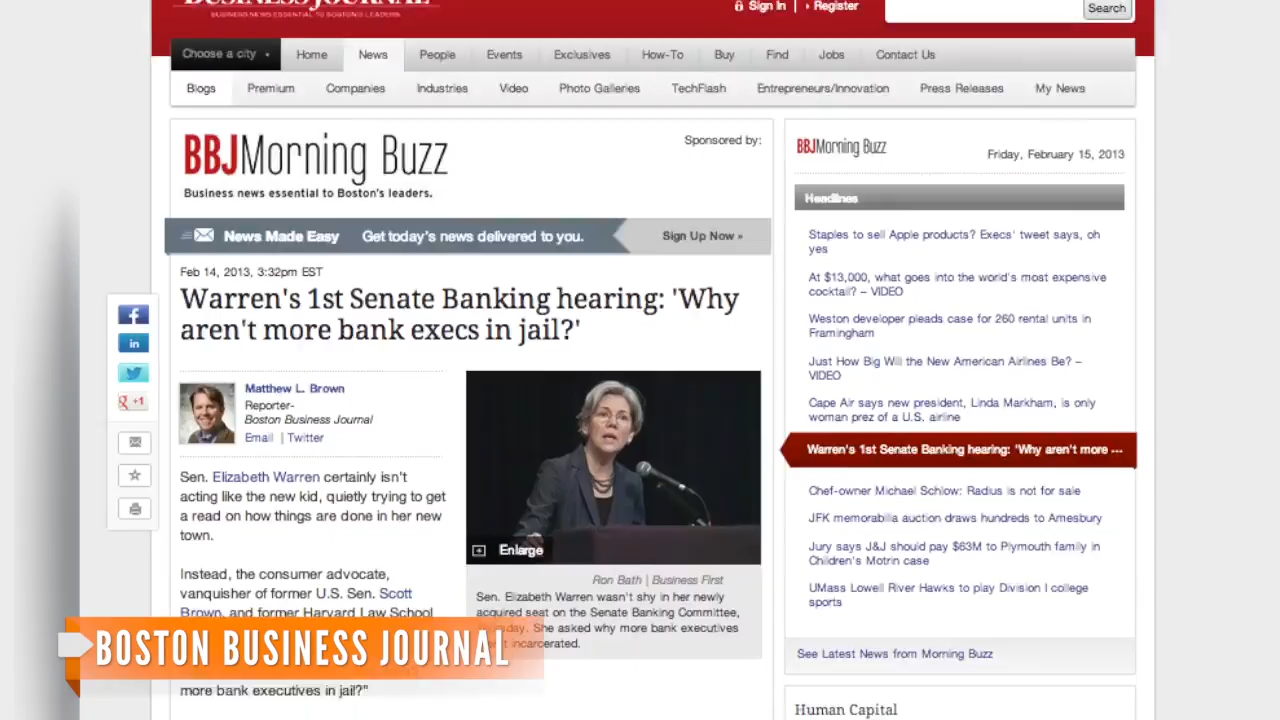 BUSINESS JOURNAL
BUSINESS NEWS ESSENTIAL TO BOSTON'S LEADERS.
Sign In | Register
Search
Choose a city
Home
News
People
Events
Exclusives
How-To
Buy
Find
Jobs
Contact Us
Blogs
Premium
Companies
Industries
Video
Photo Galleries
TechFlash
Entrepreneurs/Innovation
Press Releases
My News
BBJMorning Buzz
Business news essential to Boston's leaders.
Sponsored by:
News Made Easy Get today's news delivered to you.
Sign Up Now »
Feb 14, 2013, 3:32pm EST
Warren's 1st Senate Banking hearing: 'Why
aren't more bank execs in jail?'
f
in
g +1
Matthew L. Brown
Reporter-
Boston Business Journal
Email | Twitter
Sen. Elizabeth Warren certainly isn't
acting like the new kid, quietly trying to get
a read on how things are done in her new
town.
Instead, the consumer advocate,
vanquisher of former U.S. Sen. Scott
Brown, and former Harvard Law School
more bank executives in jail?"
Enlarge
Ron Bath | Business First
Sen. Elizabeth Warren wasn't shy in her newly
acquired seat on the Senate Banking Committee,
Thursday. She asked why more bank executives
incarcerated.
BOSTON BUSINESS JOURNAL
BBJMorning Buzz
Friday, February 15, 2013
Headlines
Staples to sell Apple products? Execs' tweet says, oh
yes
At $13,000, what goes into the world's most expensive
cocktail? – VIDEO
Weston developer pleads case for 260 rental units in
Framingham
Just How Big Will the New American Airlines Be? –
VIDEO
Cape Air says new president, Linda Markham, is only
woman prez of a U.S. airline
Warren's 1st Senate Banking hearing: 'Why aren't more ---
Chef-owner Michael Schlow: Radius is not for sale
JFK memorabilia auction draws hundreds to Amesbury
Jury says J&J should pay $63M to Plymouth family in
Children's Motrin case
UMass Lowell River Hawks to play Division I college
sports
See Latest News from Morning Buzz
Human Capital